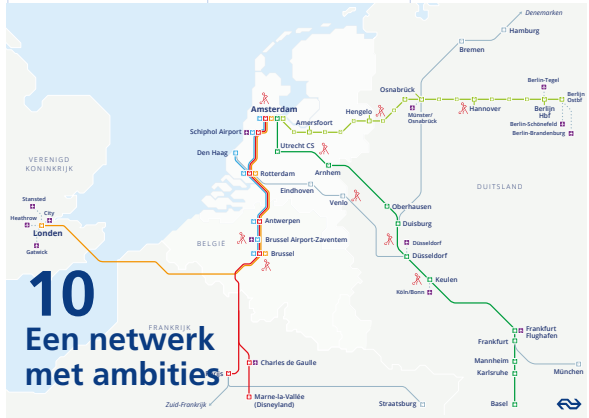 Denemarken
Hamburg
Bremen
Berlin-Tegel
Osnabrück
Berlin
Ostbf
Amsterdam
Hengelo
Münster/
Osnabrück
Hannover
Berlijn
Hbf
Amersfoort
Berlin-Schönefeld
Schiphol Airport
Berlin-Brandenburg
Utrecht CS
Den Haag
VERENIGD
KONINKRIJK
Rotterdam
Arnhem
Eindhoven
DUITSLAND
Venlo
Stansted
City
Oberhausen
Heathrow
Antwerpen
Duisburg
Londen
BELGIË
Brussel Airport-Zaventem
Düsseldorf
Gatwick
Brussel
Düsseldorf
Keulen
Köln/Bonn
10
FRANKRIJK
Een netwerk
met ambities
Frankfurt
Flughafen
Frankfurt
Charles de Gaulle
Mannheim
Parijs
Karlsruhe
München
Marne-la-Vallée
(Disneyland)
Zuid-Frankrijk
Straatsburg
Basel